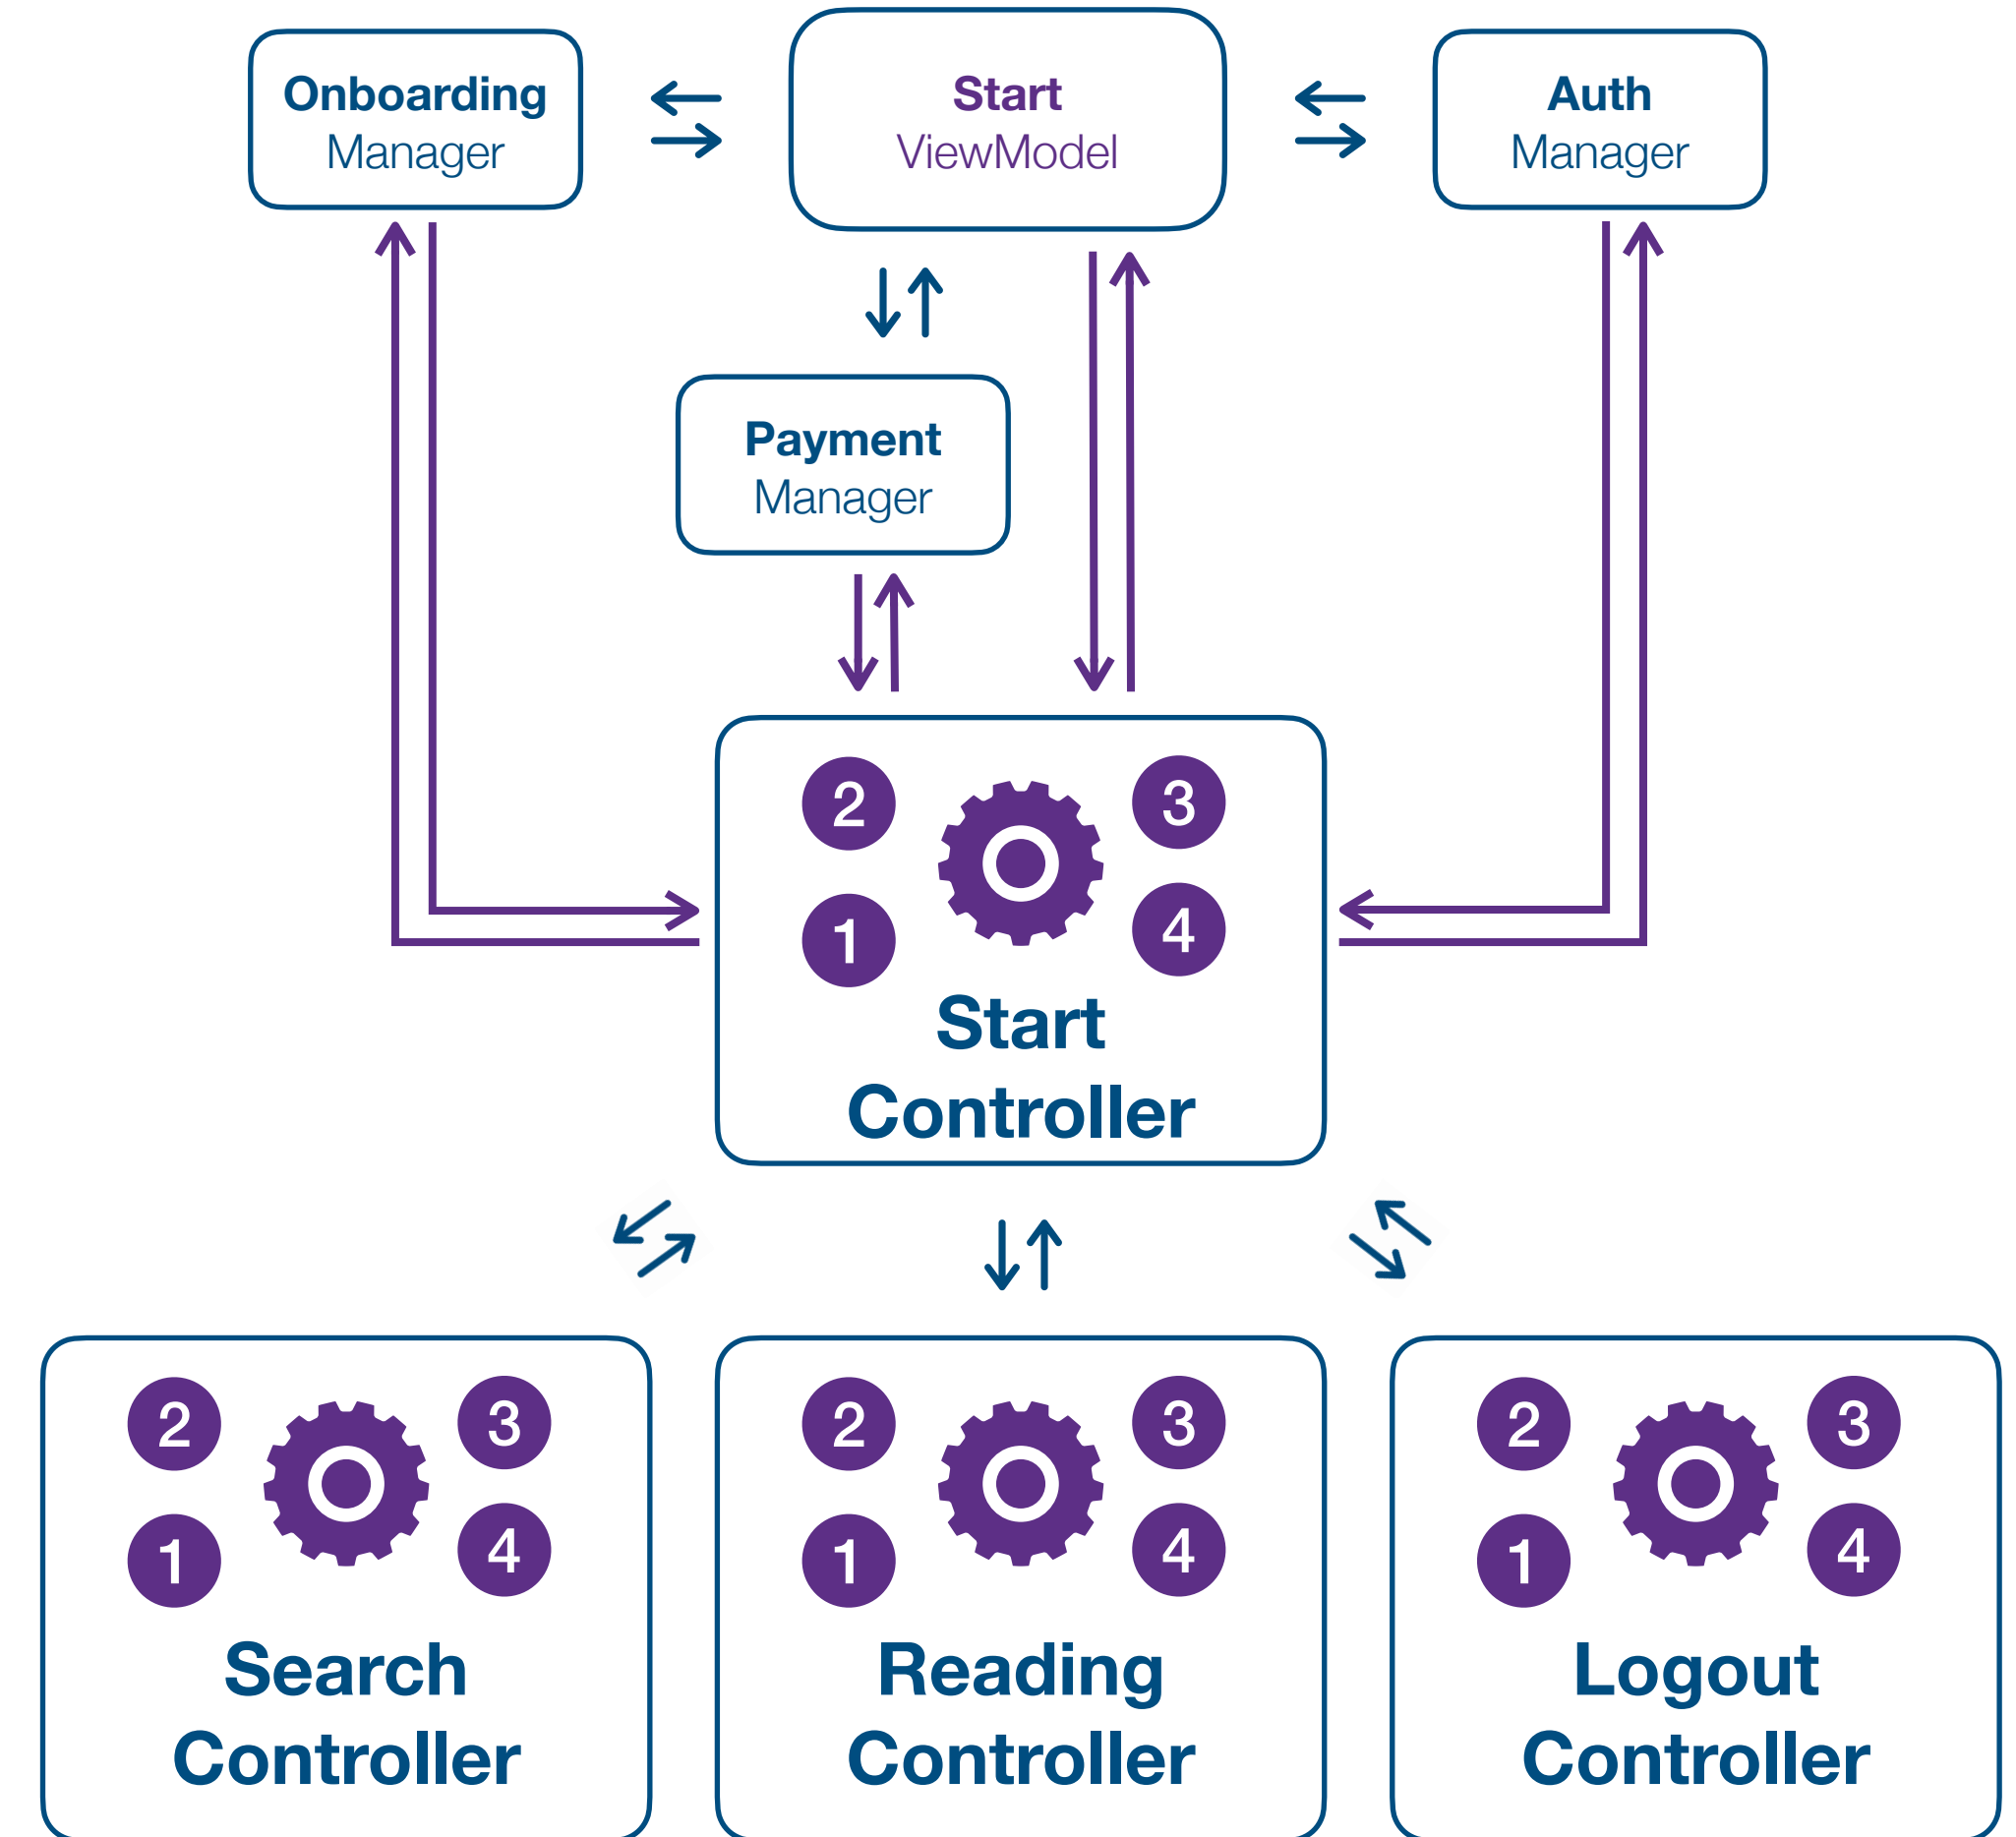 Onboarding
Manager
Start
ViewModel
Auth
Manager
Payment
Manager
2
3
1
4
Start
Controller
2
3
1
4
Search
Controller
2
3
1
4
Reading
Controller
2
3
1
4
Logout
Controller